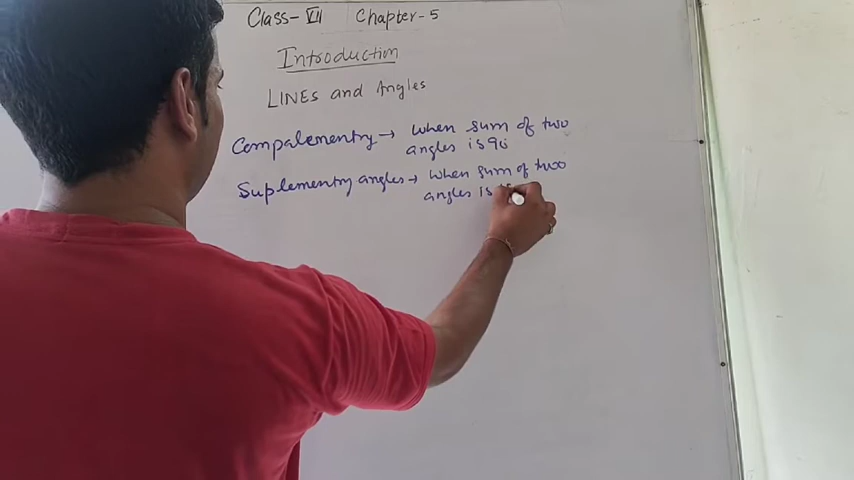 Class-VII Chapter-5
Introduction
LINES and Angles
Compalementry → when sum of two
angles is 90
Suplementry angles → when sum of two
angles is